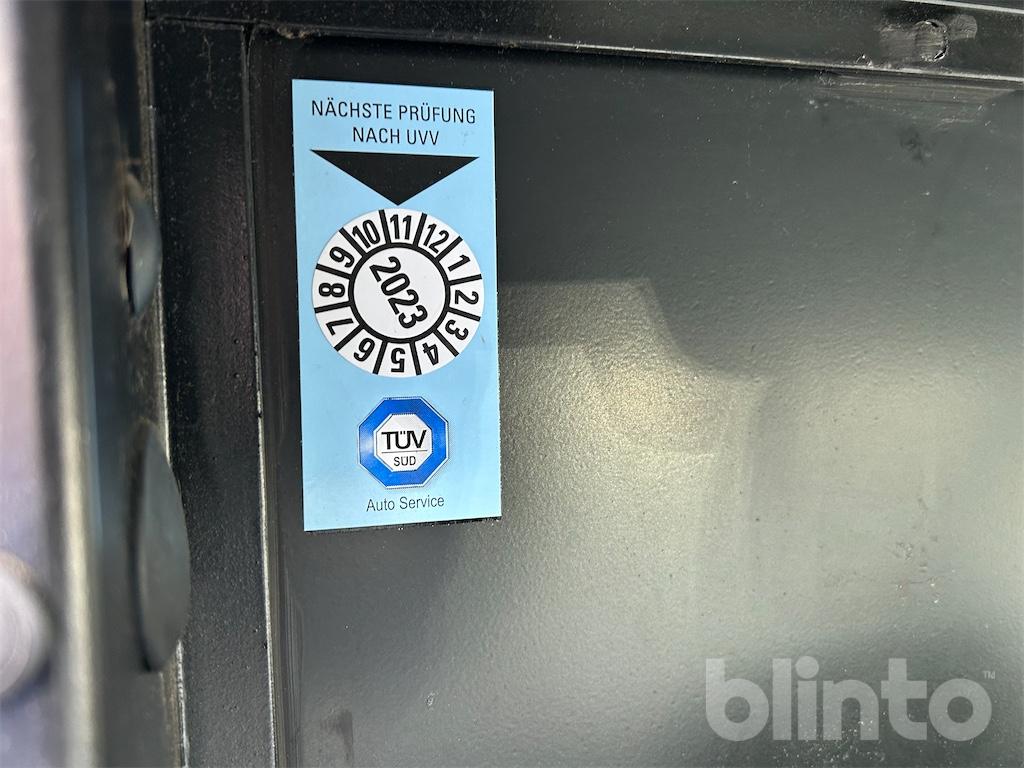 NÄCHSTE PRÜFUNG
NACH UVV
10 11 12 1 2 3 4 5 6 7 8 9
2023
TÜV
SÜD
Auto Service
blinto™